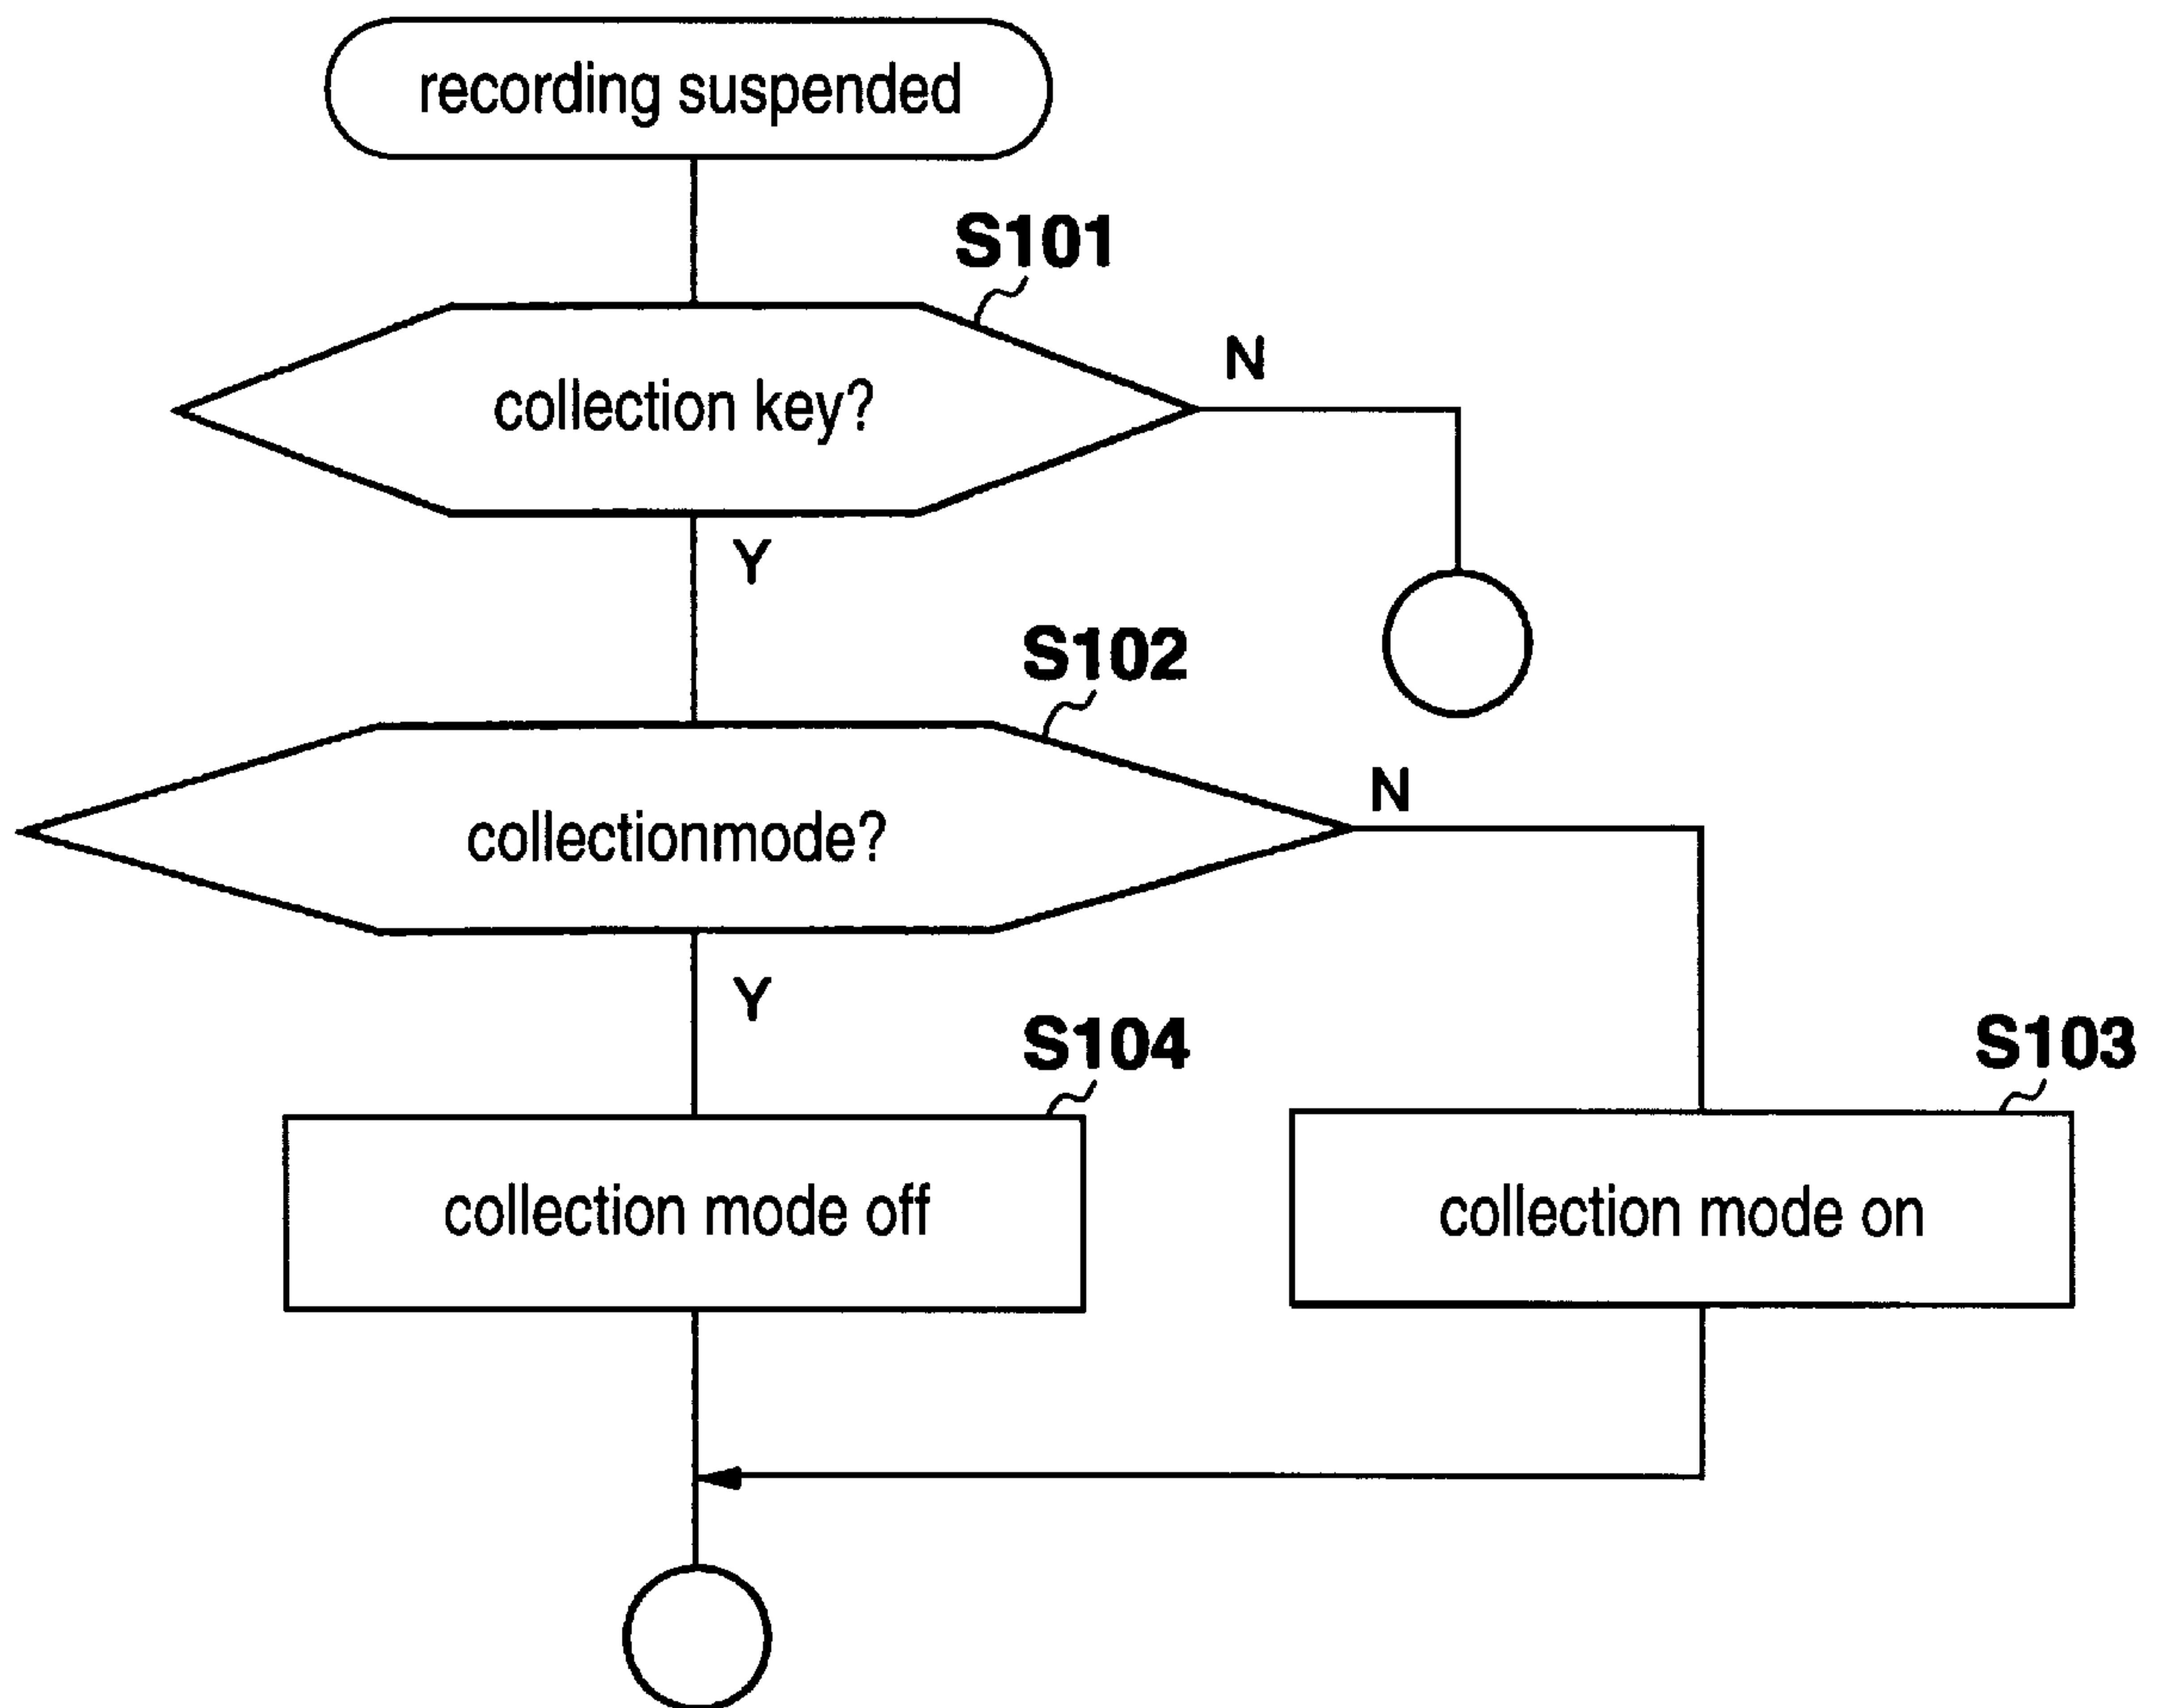 recording suspended
S101
N
collection key?
Y
S102
N
collectionmode?
Y
S104
S103
collection mode off
collection mode on